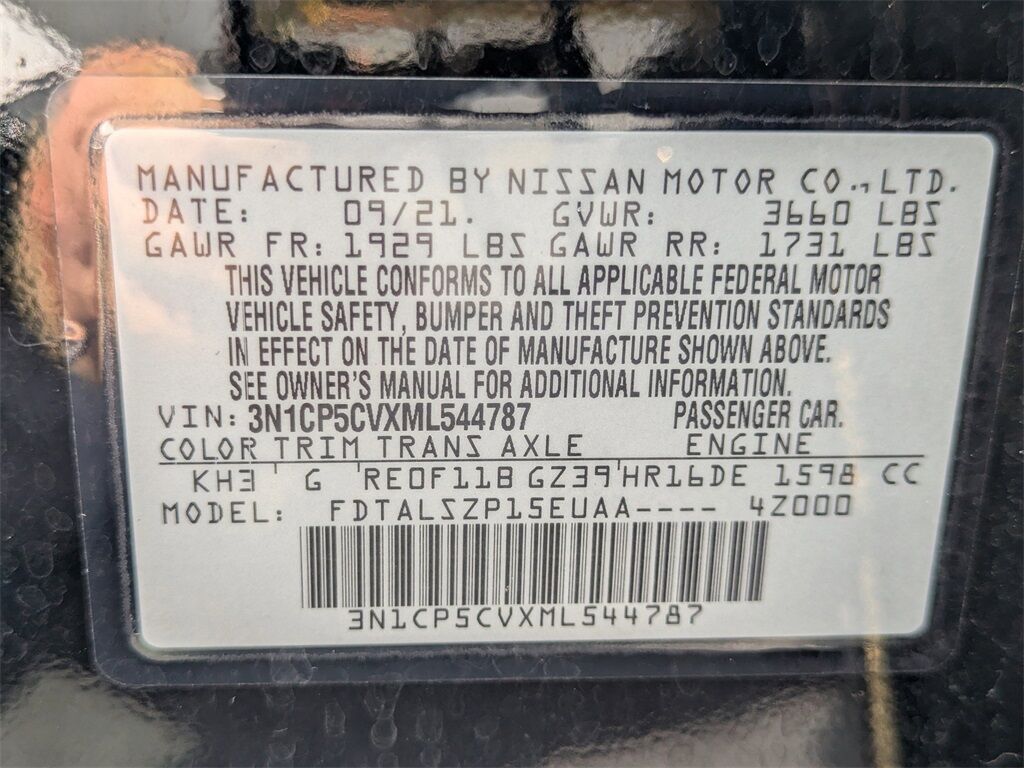 MANUFACTURED BY NISSAN MOTOR CO., LTD.
DATE: 09/21. GVWR: 3660 LBS
GAWR FR: 1929 LBS GAWR RR: 1731 LBS
THIS VEHICLE CONFORMS TO ALL APPLICABLE FEDERAL MOTOR
VEHICLE SAFETY, BUMPER AND THEFT PREVENTION STANDARDS
IN EFFECT ON THE DATE OF MANUFACTURE SHOWN ABOVE.
SEE OWNER'S MANUAL FOR ADDITIONAL INFORMATION.
VIN: 3N1CP5CVXML544787 PASSENGER CAR.
COLOR TRIM TRANS AXLE ENGINE
KH3 G RE0F11B GZ39 HR16DE 1598 CC
MODEL: FDTALSZP15EUAA---- 4Z000
3N1CP5CVXML544787